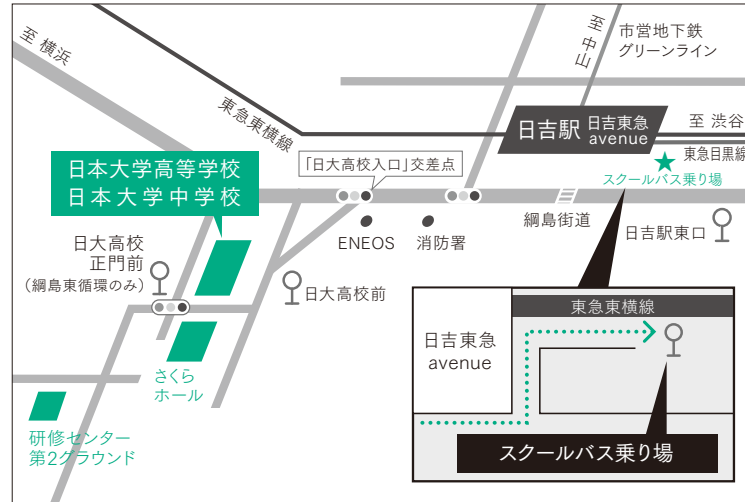 至 横浜
東急東横線
至 中山
市営地下鉄
グリーンライン
日吉駅 日吉東急
avenue
至 渋谷
東急目黒線
スクールバス乗り場
日本大学高等学校
日本大学中学校
「日大高校入口」交差点
ENEOS
消防署
綱島街道
日吉駅東口
日大高校
正門前
(綱島東循環のみ)
日大高校前
さくら
ホール
研修センター
第2グラウンド
東急東横線
日吉東急
avenue
スクールバス乗り場